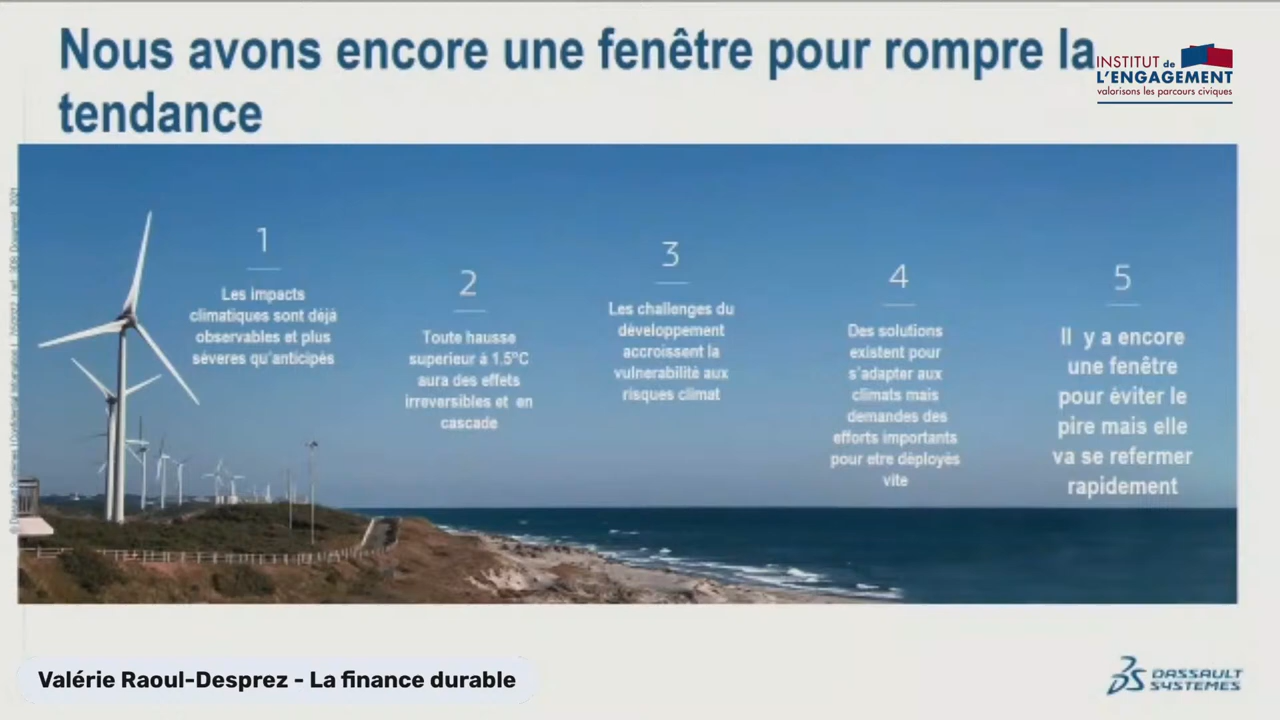 Nous avons encore une fenêtre pour rompre la
tendance
INSTITUT de
L'ENGAGEMENT
valorisons les parcours civiques
1
Les impacts
climatiques sont déjà
observables et plus
sévères qu'anticipés
2
Toute hausse
superieur à 1.5°C
aura des effets
irreversibles et en
cascade
3
Les challenges du
développement
accroissent la
vulnerabilité aux
risques climat
4
Des solutions
existent pour
s'adapter aux
climats mais
demandes des
efforts importants
pour etre déployés
vite
5
Il y a encore
une fenêtre
pour éviter le
pire mais elle
va se refermer
rapidement
Valérie Raoul-Desprez - La finance durable
DASSAULT
SYSTEMES